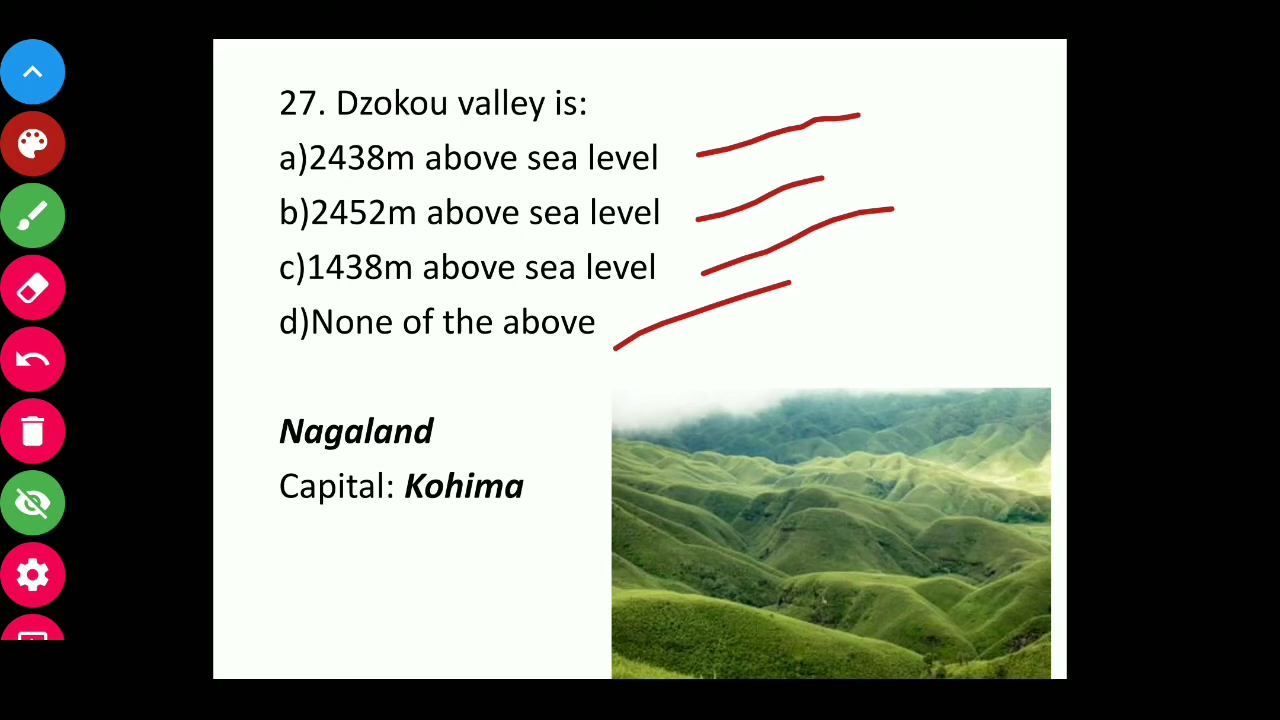 27. Dzokou valley is:
a)2438m above sea level
b)2452m above sea level
c)1438m above sea level
d)None of the above
Nagaland
Capital: Kohima